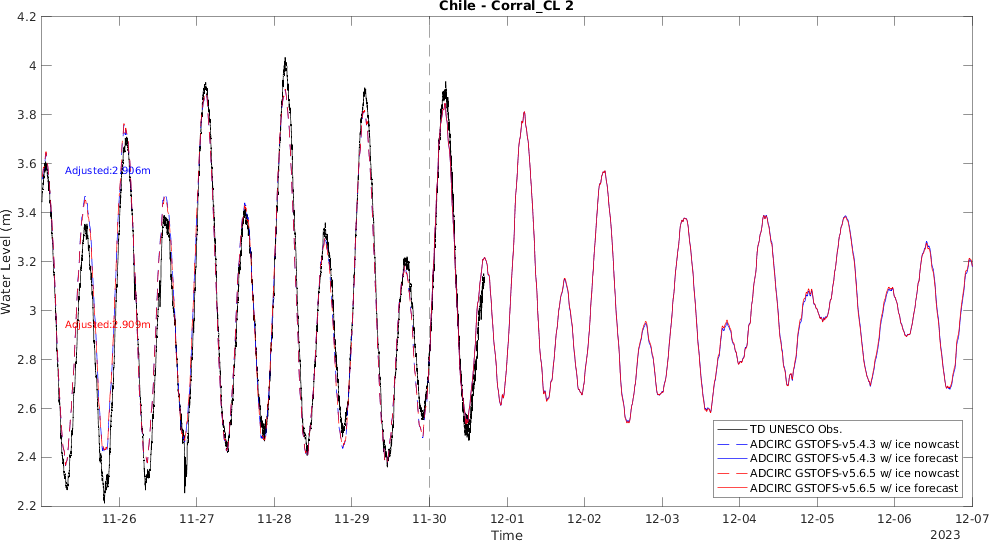 Chile - Corral_CL 2
4.2
4
3.8
3.6
3.4
3.2
3
2.8
2.6
2.4
2.2
Water Level (m)
Adjusted:2.906m
Adjusted:2.909m
TD UNESCO Obs.
ADCIRC GSTOFS-v5.4.3 w/ ice nowcast
ADCIRC GSTOFS-v5.4.3 w/ ice forecast
ADCIRC GSTOFS-v5.6.5 w/ ice nowcast
ADCIRC GSTOFS-v5.6.5 w/ ice forecast
11-26 11-27 11-28 11-29 11-30 12-01 12-02 12-03 12-04 12-05 12-06 12-07
Time
2023